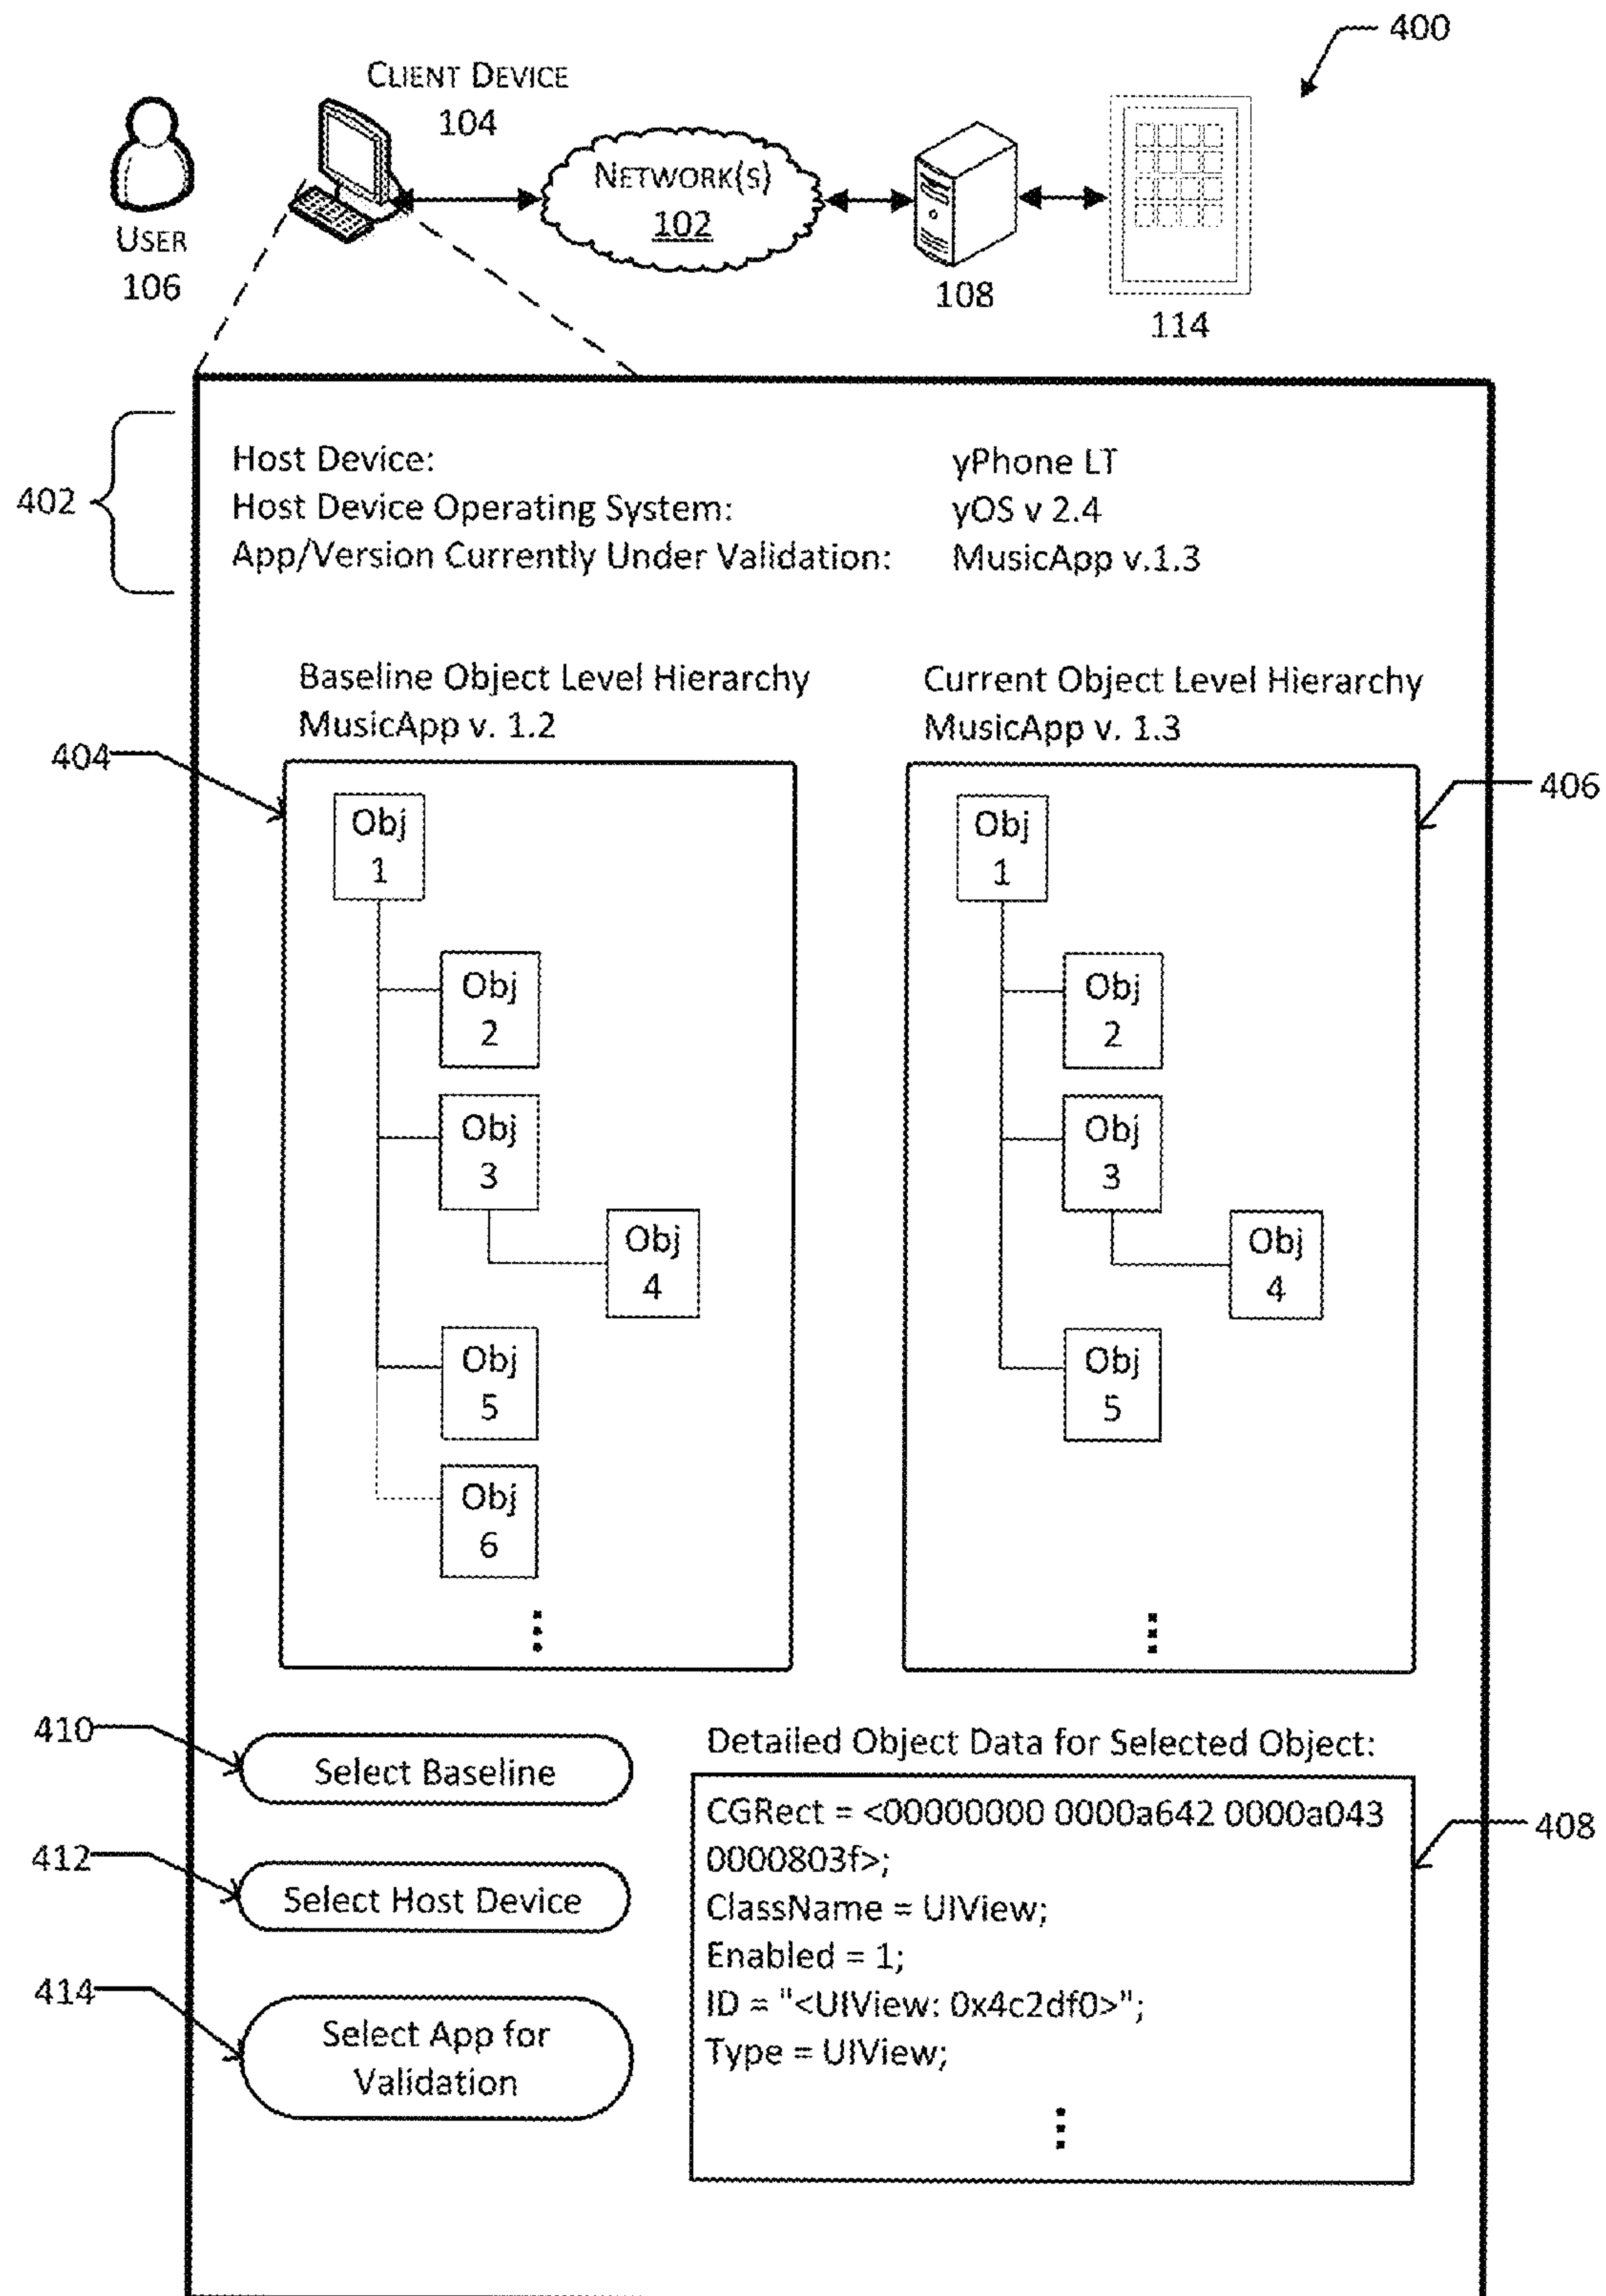 400
CLIENT DEVICE
104
NETWORK(S)
102
USER
106
108
114
402
Host Device: yPhone LT
Host Device Operating System: yOS v 2.4
App/Version Currently Under Validation: MusicApp v.1.3
Baseline Object Level Hierarchy
MusicApp v. 1.2
Current Object Level Hierarchy
MusicApp v. 1.3
404
406
Obj
1
Obj
2
Obj
3
Obj
4
Obj
5
Obj
6
Obj
1
Obj
2
Obj
3
Obj
4
Obj
5
410
Select Baseline
412
Select Host Device
414
Select App for
Validation
Detailed Object Data for Selected Object:
CGRect = <00000000 0000a642 0000a043
0000803f>;
ClassName = UIView;
Enabled = 1;
ID = "<UIView: 0x4c2df0>";
Type = UIView;
408